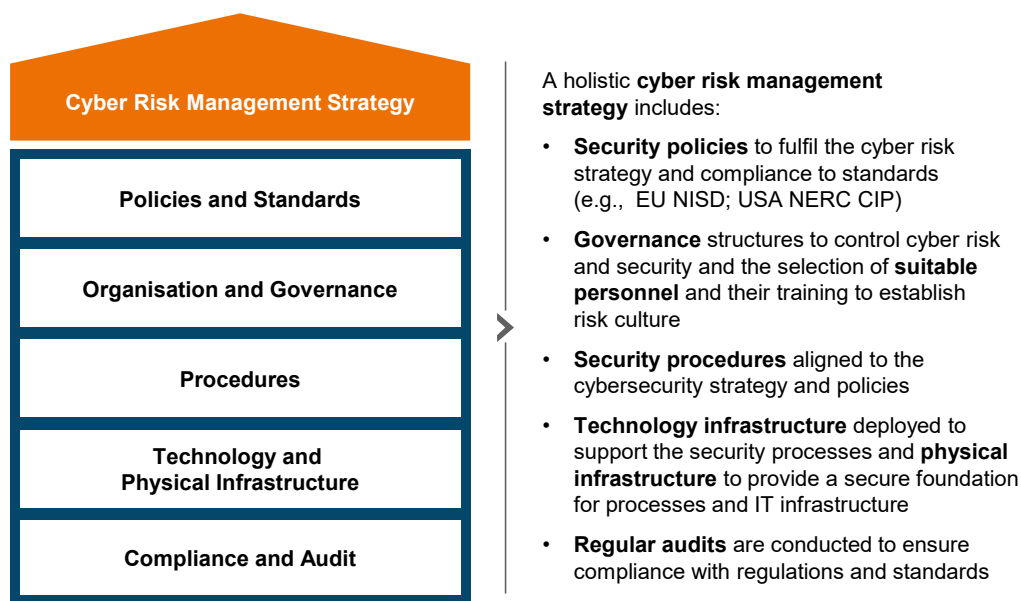 Cyber Risk Management Strategy
Policies and Standards
Organisation and Governance
Procedures
Technology and
Physical Infrastructure
Compliance and Audit
A holistic cyber risk management
strategy includes:
• Security policies to fulfil the cyber risk
strategy and compliance to standards
(e.g., EU NISD; USA NERC CIP)
• Governance structures to control cyber risk
and security and the selection of suitable
personnel and their training to establish
risk culture
• Security procedures aligned to the
cybersecurity strategy and policies
• Technology infrastructure deployed to
support the security processes and physical
infrastructure to provide a secure foundation
for processes and IT infrastructure
• Regular audits are conducted to ensure
compliance with regulations and standards